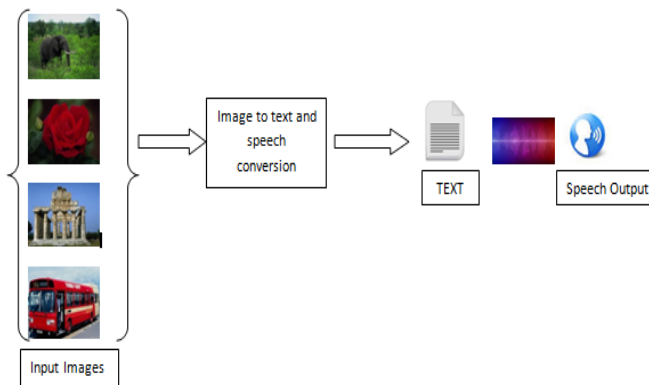 Image to text and
speech
conversion
TEXT
Speech Output
Input Images